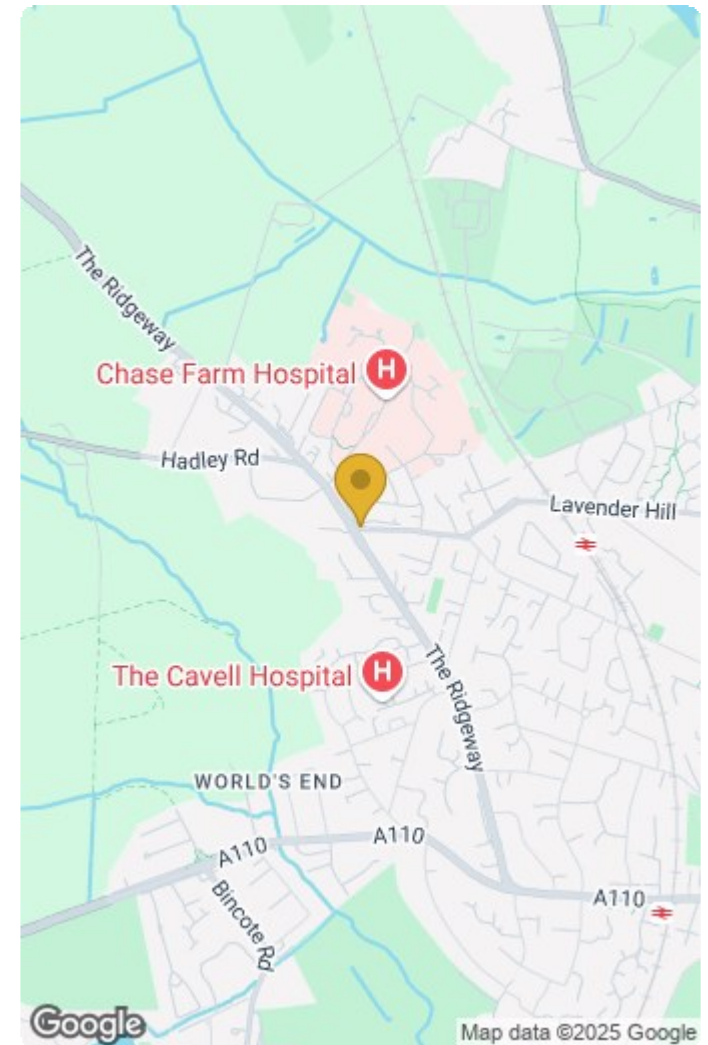 The Ridgeway
Chase Farm Hospital
H
Hadley Rd
Lavender Hill
The Cavell Hospital
H
The Ridgeway
WORLD'S END
A110
A110
A110
Bincote Rd
Google
Map data ©2025 Google